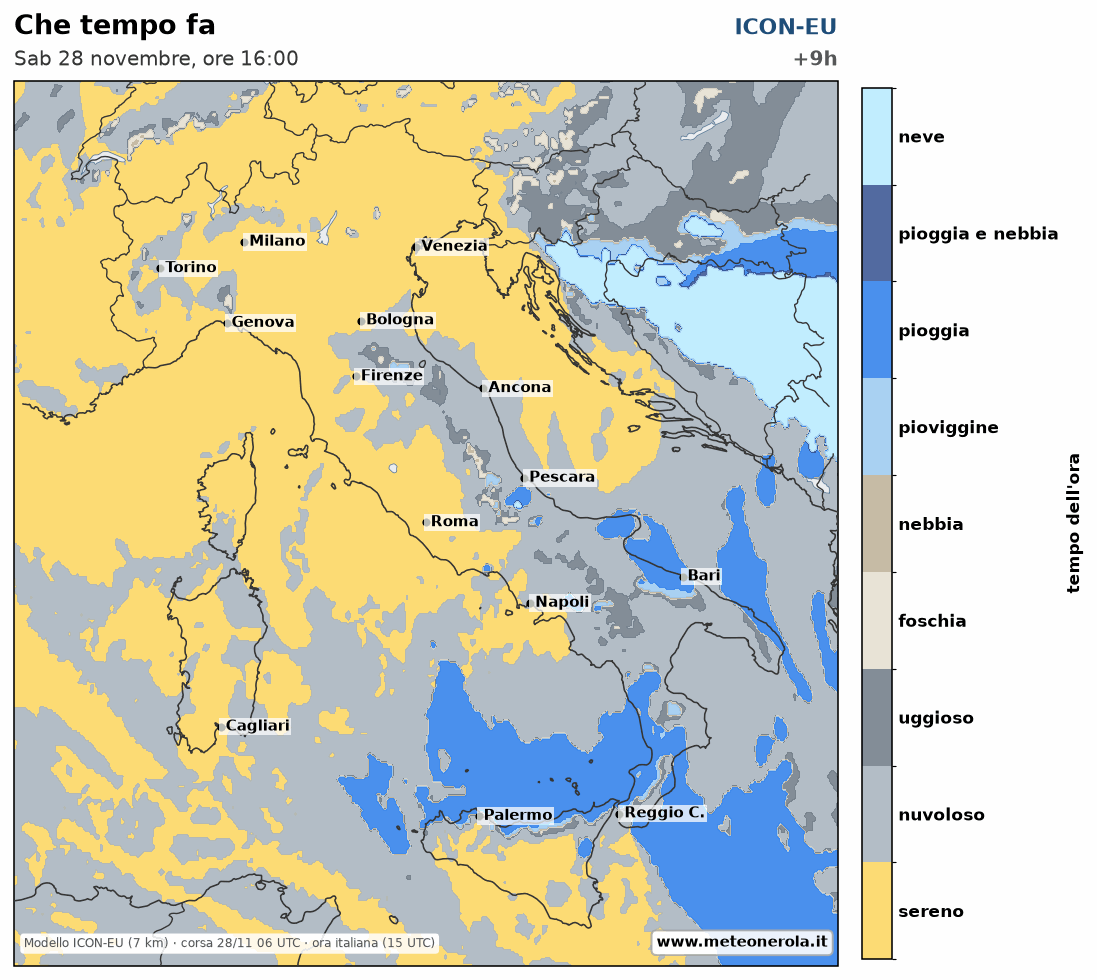 Che tempo fa
ICON-EU
Sab 28 novembre, ore 16:00
+9h
neve
pioggia e nebbia
pioggia
pioviggine
nebbia
foschia
uggioso
nuvoloso
sereno
tempo dell'ora
Milano
Venezia
Torino
Genova
Bologna
Firenze
Ancona
Pescara
Roma
Bari
Napoli
Cagliari
Palermo
Reggio C.
Modello ICON-EU (7 km) · corsa 28/11 06 UTC · ora italiana (15 UTC)
www.meteonerola.it